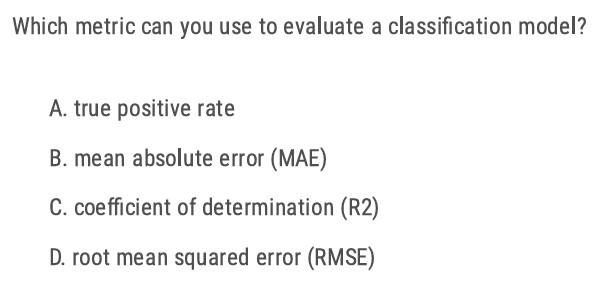 Which metric can you use to evaluate a classification model?
A. true positive rate
B. mean absolute error (MAE)
C. coefficient of determination (R2)
D. root mean squared error (RMSE)